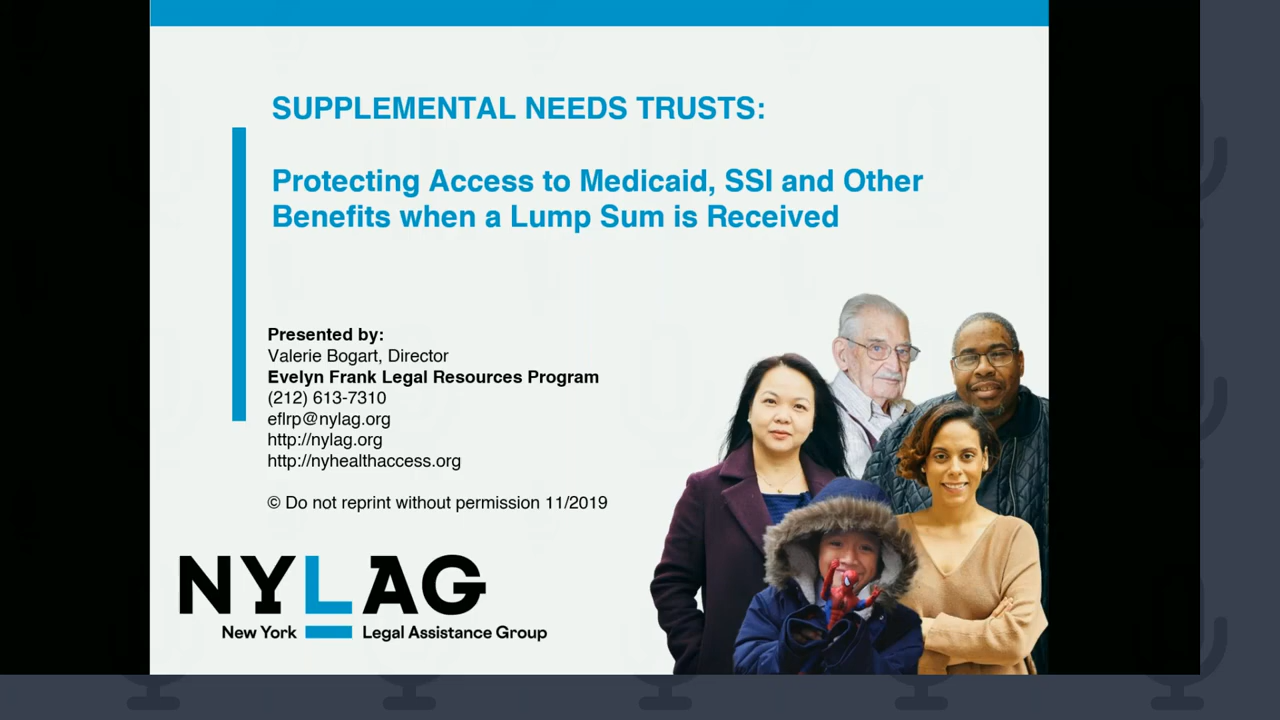 SUPPLEMENTAL NEEDS TRUSTS:
Protecting Access to Medicaid, SSI and Other
Benefits when a Lump Sum is Received
Presented by:
Valerie Bogart, Director
Evelyn Frank Legal Resources Program
(212) 613-7310
eflrp@nylag.org
http://nylag.org
http://nyhealthaccess.org
© Do not reprint without permission 11/2019
NYLAG
New York Legal Assistance Group